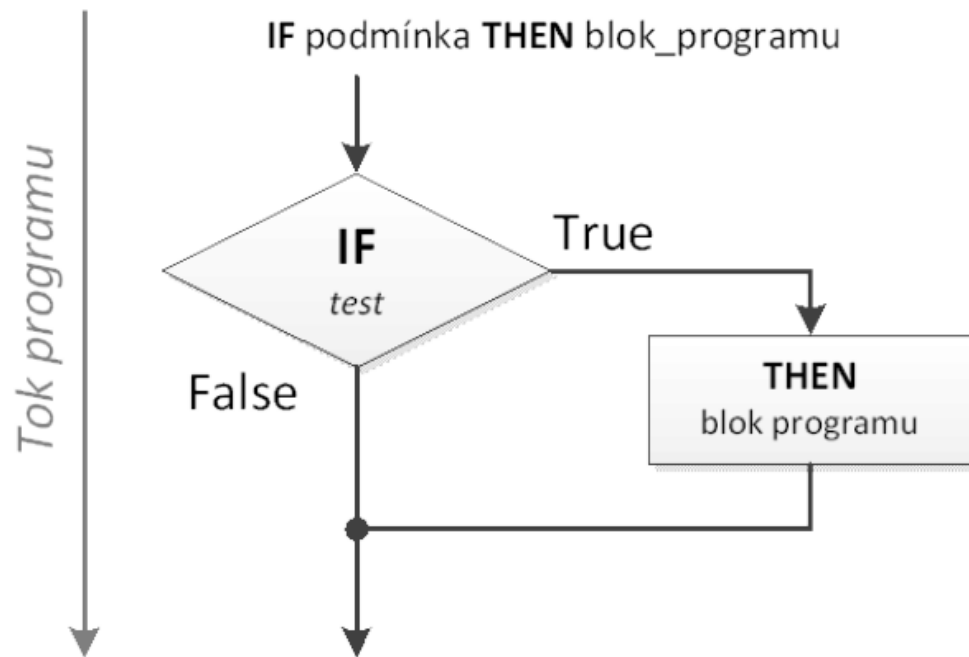 IF podmínka THEN blok_programu
Tok programu
IF
test
True
False
THEN
blok programu